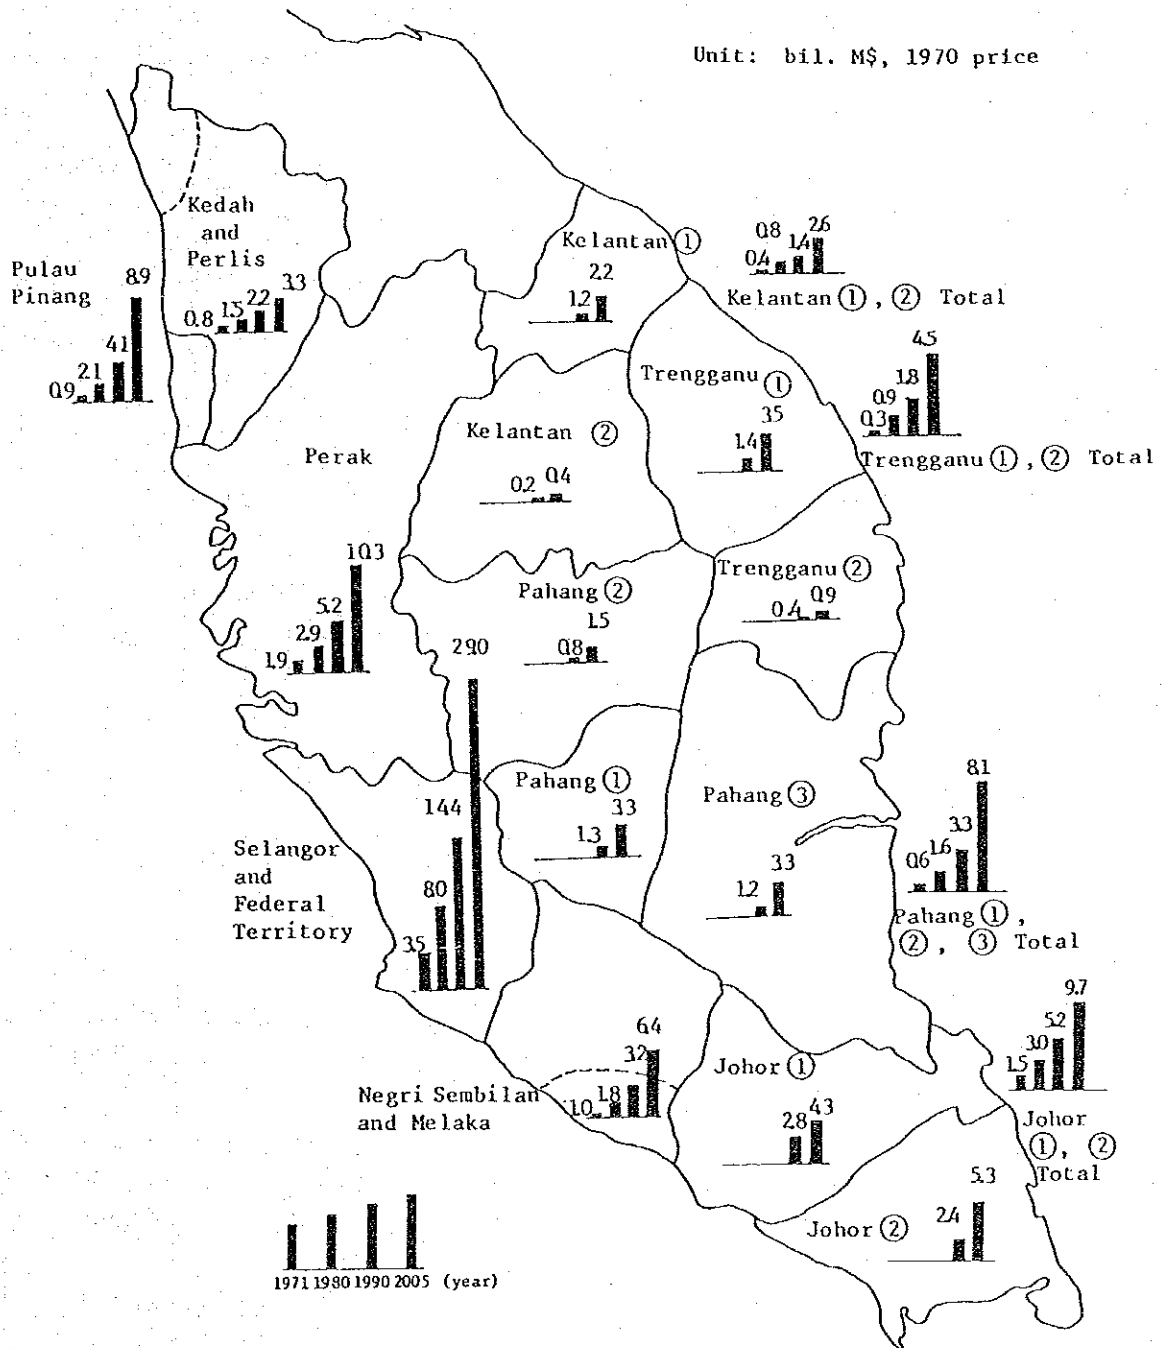 Unit: bil. M$, 1970 price
Kedah
and
Perlis
0.8 1.5 2.2 3.3
Pulau
Pinang
0.9 2.1 4.1 8.9
Kelantan ①
1.2 2.2
0.4 0.8 1.4 2.6
Kelantan ①, ② Total
Trengganu ①
1.4 3.5
0.3 0.9 1.8 4.5
Trengganu ①, ② Total
Kelantan ②
0.2 0.4
Perak
1.9 2.9 5.2 10.3
Pahang ②
0.8 1.5
Trengganu ②
0.4 0.9
Pahang ①
1.3 3.3
Pahang ③
1.2 3.3
0.6 1.6 3.3 8.1
Pahang ①,
②, ③ Total
Selangor
and
Federal
Territory
3.5 8.0 14.4 29.0
Negri Sembilan
and Melaka
1.0 1.8 3.2 6.4
Johor ①
2.8 4.3
1.5 3.0 5.2 9.7
Johor
①, ②
Total
Johor ②
2.4 5.3
1971 1980 1990 2005 (year)